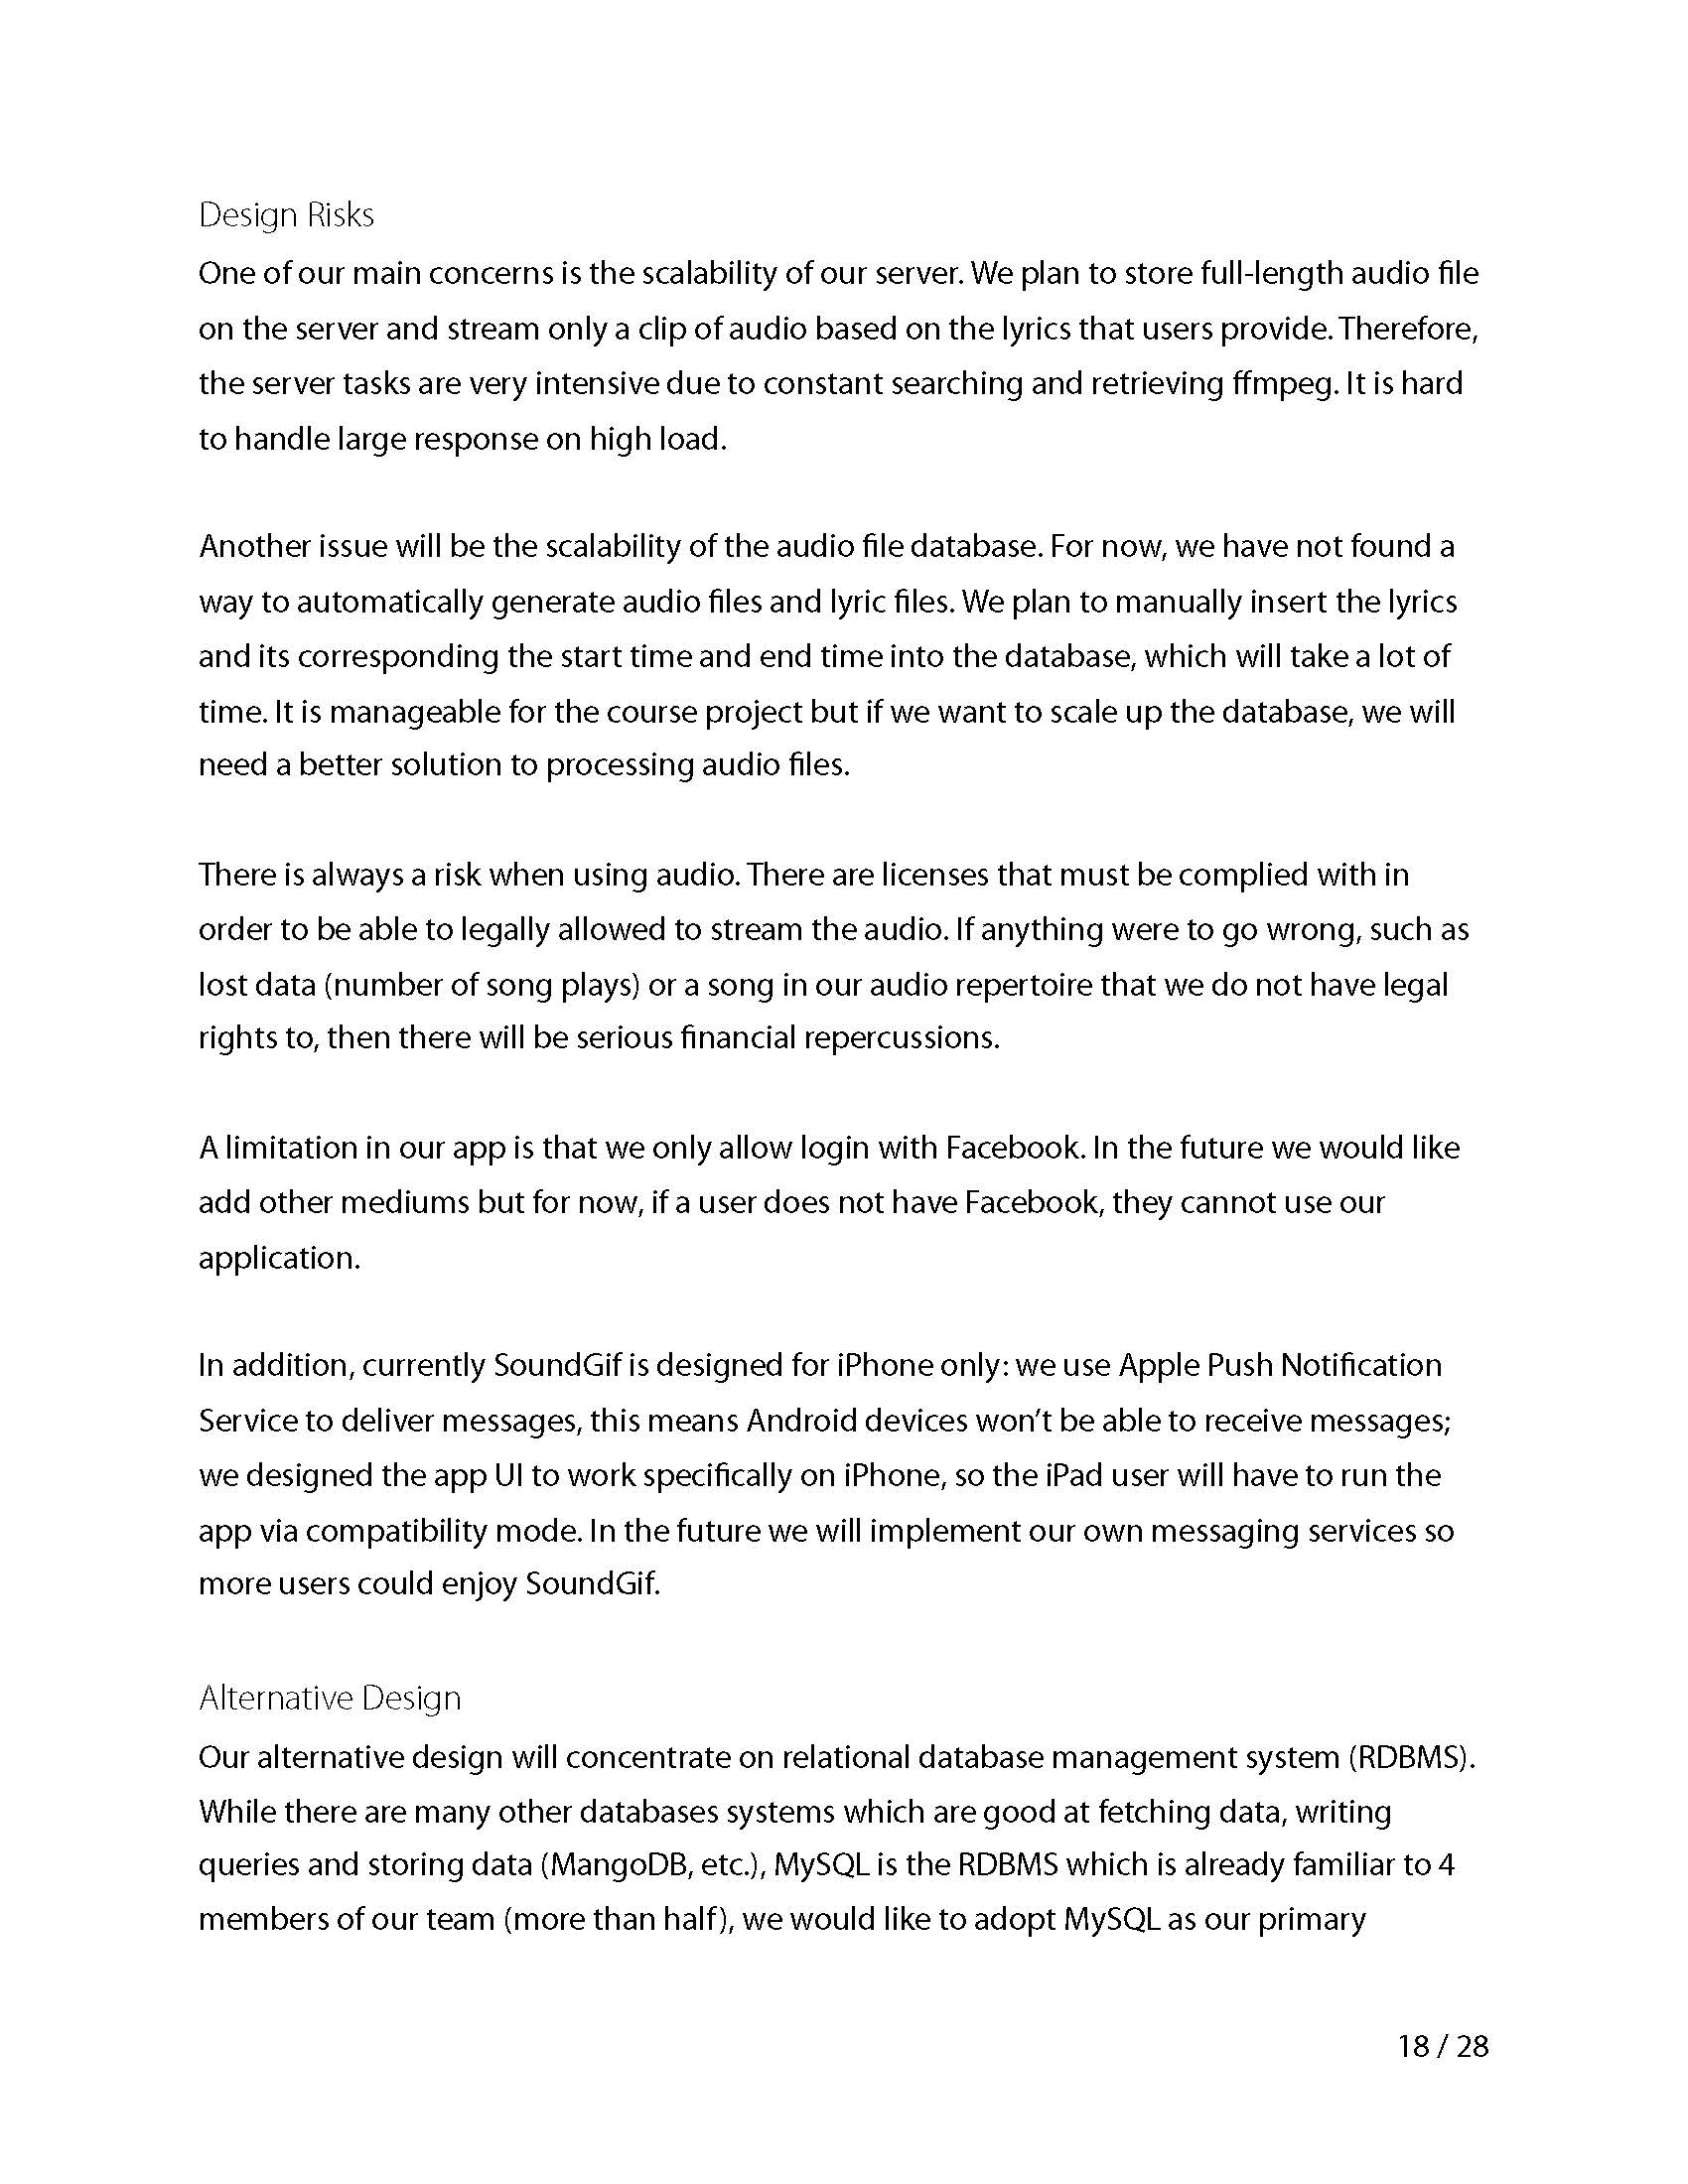 Design Risks
One of our main concerns is the scalability of our server. We plan to store full-length audio file
on the server and stream only a clip of audio based on the lyrics that users provide. Therefore,
the server tasks are very intensive due to constant searching and retrieving ffmpeg. It is hard
to handle large response on high load.
Another issue will be the scalability of the audio file database. For now, we have not found a
way to automatically generate audio files and lyric files. We plan to manually insert the lyrics
and its corresponding the start time and end time into the database, which will take a lot of
time. It is manageable for the course project but if we want to scale up the database, we will
need a better solution to processing audio files.
There is always a risk when using audio. There are licenses that must be complied with in
order to be able to legally allowed to stream the audio. If anything were to go wrong, such as
lost data (number of song plays) or a song in our audio repertoire that we do not have legal
rights to, then there will be serious financial repercussions.
A limitation in our app is that we only allow login with Facebook. In the future we would like
add other mediums but for now, if a user does not have Facebook, they cannot use our
application.
In addition, currently SoundGif is designed for iPhone only: we use Apple Push Notification
Service to deliver messages, this means Android devices won't be able to receive messages;
we designed the app UI to work specifically on iPhone, so the iPad user will have to run the
app via compatibility mode. In the future we will implement our own messaging services so
more users could enjoy SoundGif.
Alternative Design
Our alternative design will concentrate on relational database management system (RDBMS).
While there are many other databases systems which are good at fetching data, writing
queries and storing data (MangoDB, etc.), MySQL is the RDBMS which is already familiar to 4
members of our team (more than half), we would like to adopt MySQL as our primary
18 / 28